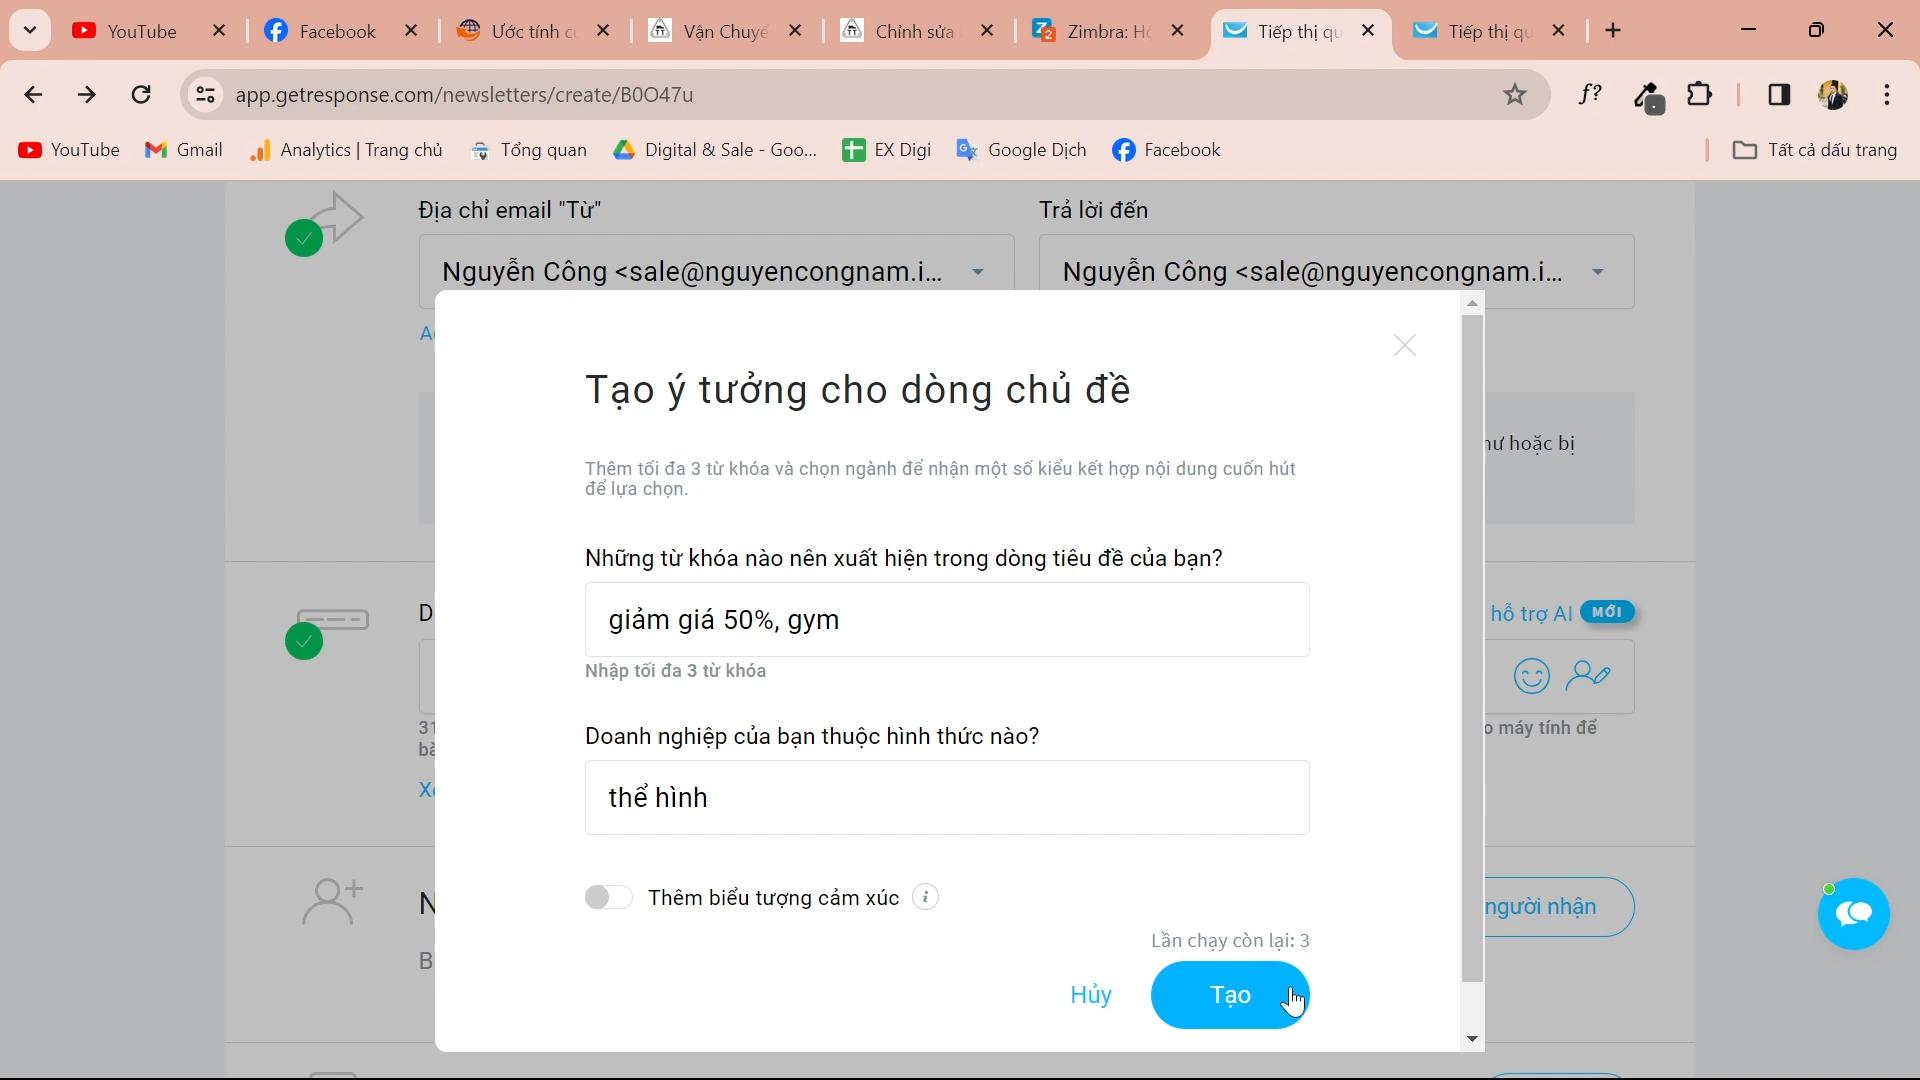 YouTube
Facebook
Ước tính c
Vận Chuyể
Chỉnh sửa
Zimbra: H
Tiếp thị qu
Tiếp thị qu
app.getresponse.com/newsletters/create/B0O47u
YouTube
Gmail
Analytics | Trang chủ
Tổng quan
Digital & Sale - Goo...
EX Digi
Google Dịch
Facebook
Tất cả dấu trang
Địa chỉ email "Từ"
Trả lời đến
Nguyễn Công <sale@nguyencongnam.i...
Nguyễn Công <sale@nguyencongnam.i...
Tạo ý tưởng cho dòng chủ đề
Thêm tối đa 3 từ khóa và chọn ngành để nhận một số kiểu kết hợp nội dung cuốn hút
để lựa chọn.
hoặc bị
Những từ khóa nào nên xuất hiện trong dòng tiêu đề của bạn?
giảm giá 50%, gym
Nhập tối đa 3 từ khóa
hỗ trợ AI MỚI
31
máy tính để
Doanh nghiệp của bạn thuộc hình thức nào?
thể hình
Thêm biểu tượng cảm xúc
người nhận
Lần chạy còn lại: 3
Hủy
Tạo